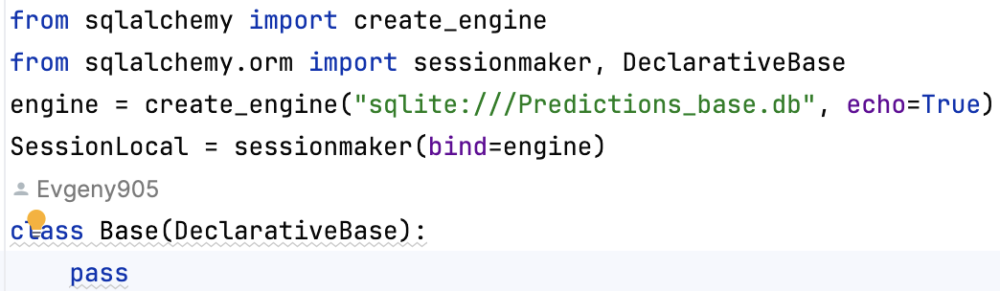 from sqlalchemy import create_engine
from sqlalchemy.orm import sessionmaker, DeclarativeBase
engine = create_engine("sqlite:///Predictions_base.db", echo=True)
SessionLocal = sessionmaker(bind=engine)
Evgeny905
class Base(DeclarativeBase):
    pass